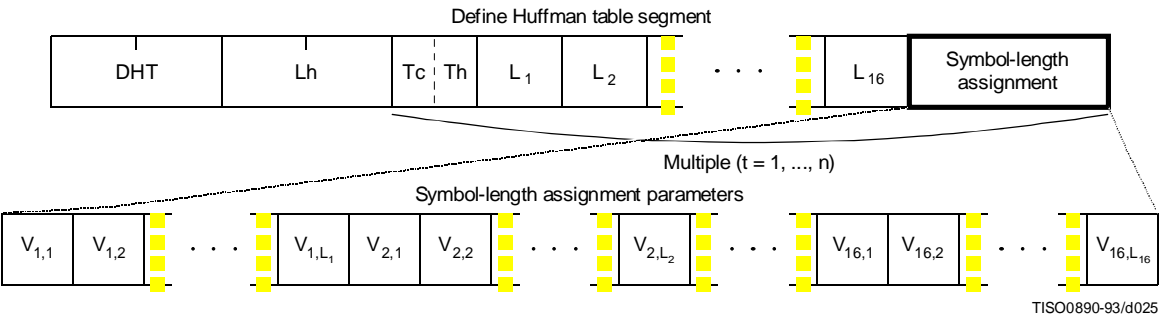 Define Huffman table segment
DHT Lh Tc Th L1 L2 . . . L16 Symbol-length assignment
Multiple (t = 1, ..., n)
Symbol-length assignment parameters
V1,1 V1,2 . . . V1,L1 V2,1 V2,2 . . . V2,L2 . . . V16,1 V16,2 . . . V16,L16
TISO0890-93/d025